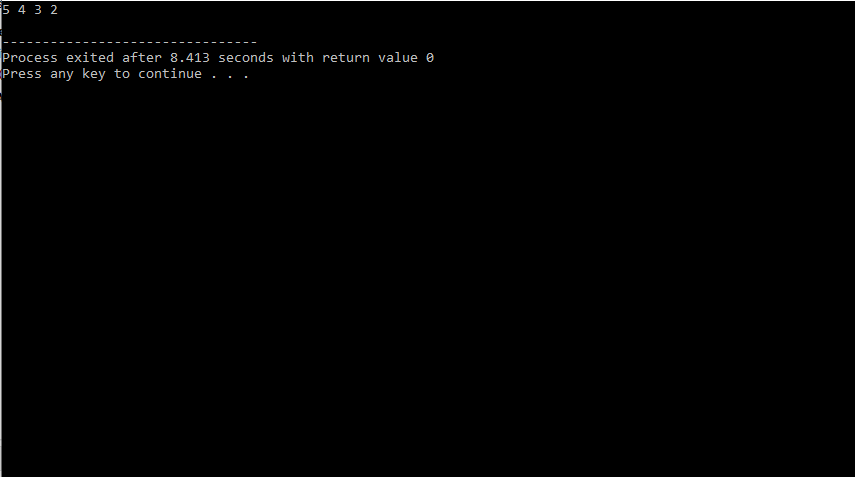 5 4 3 2
--------------------------------
Process exited after 8.413 seconds with return value 0
Press any key to continue . . .